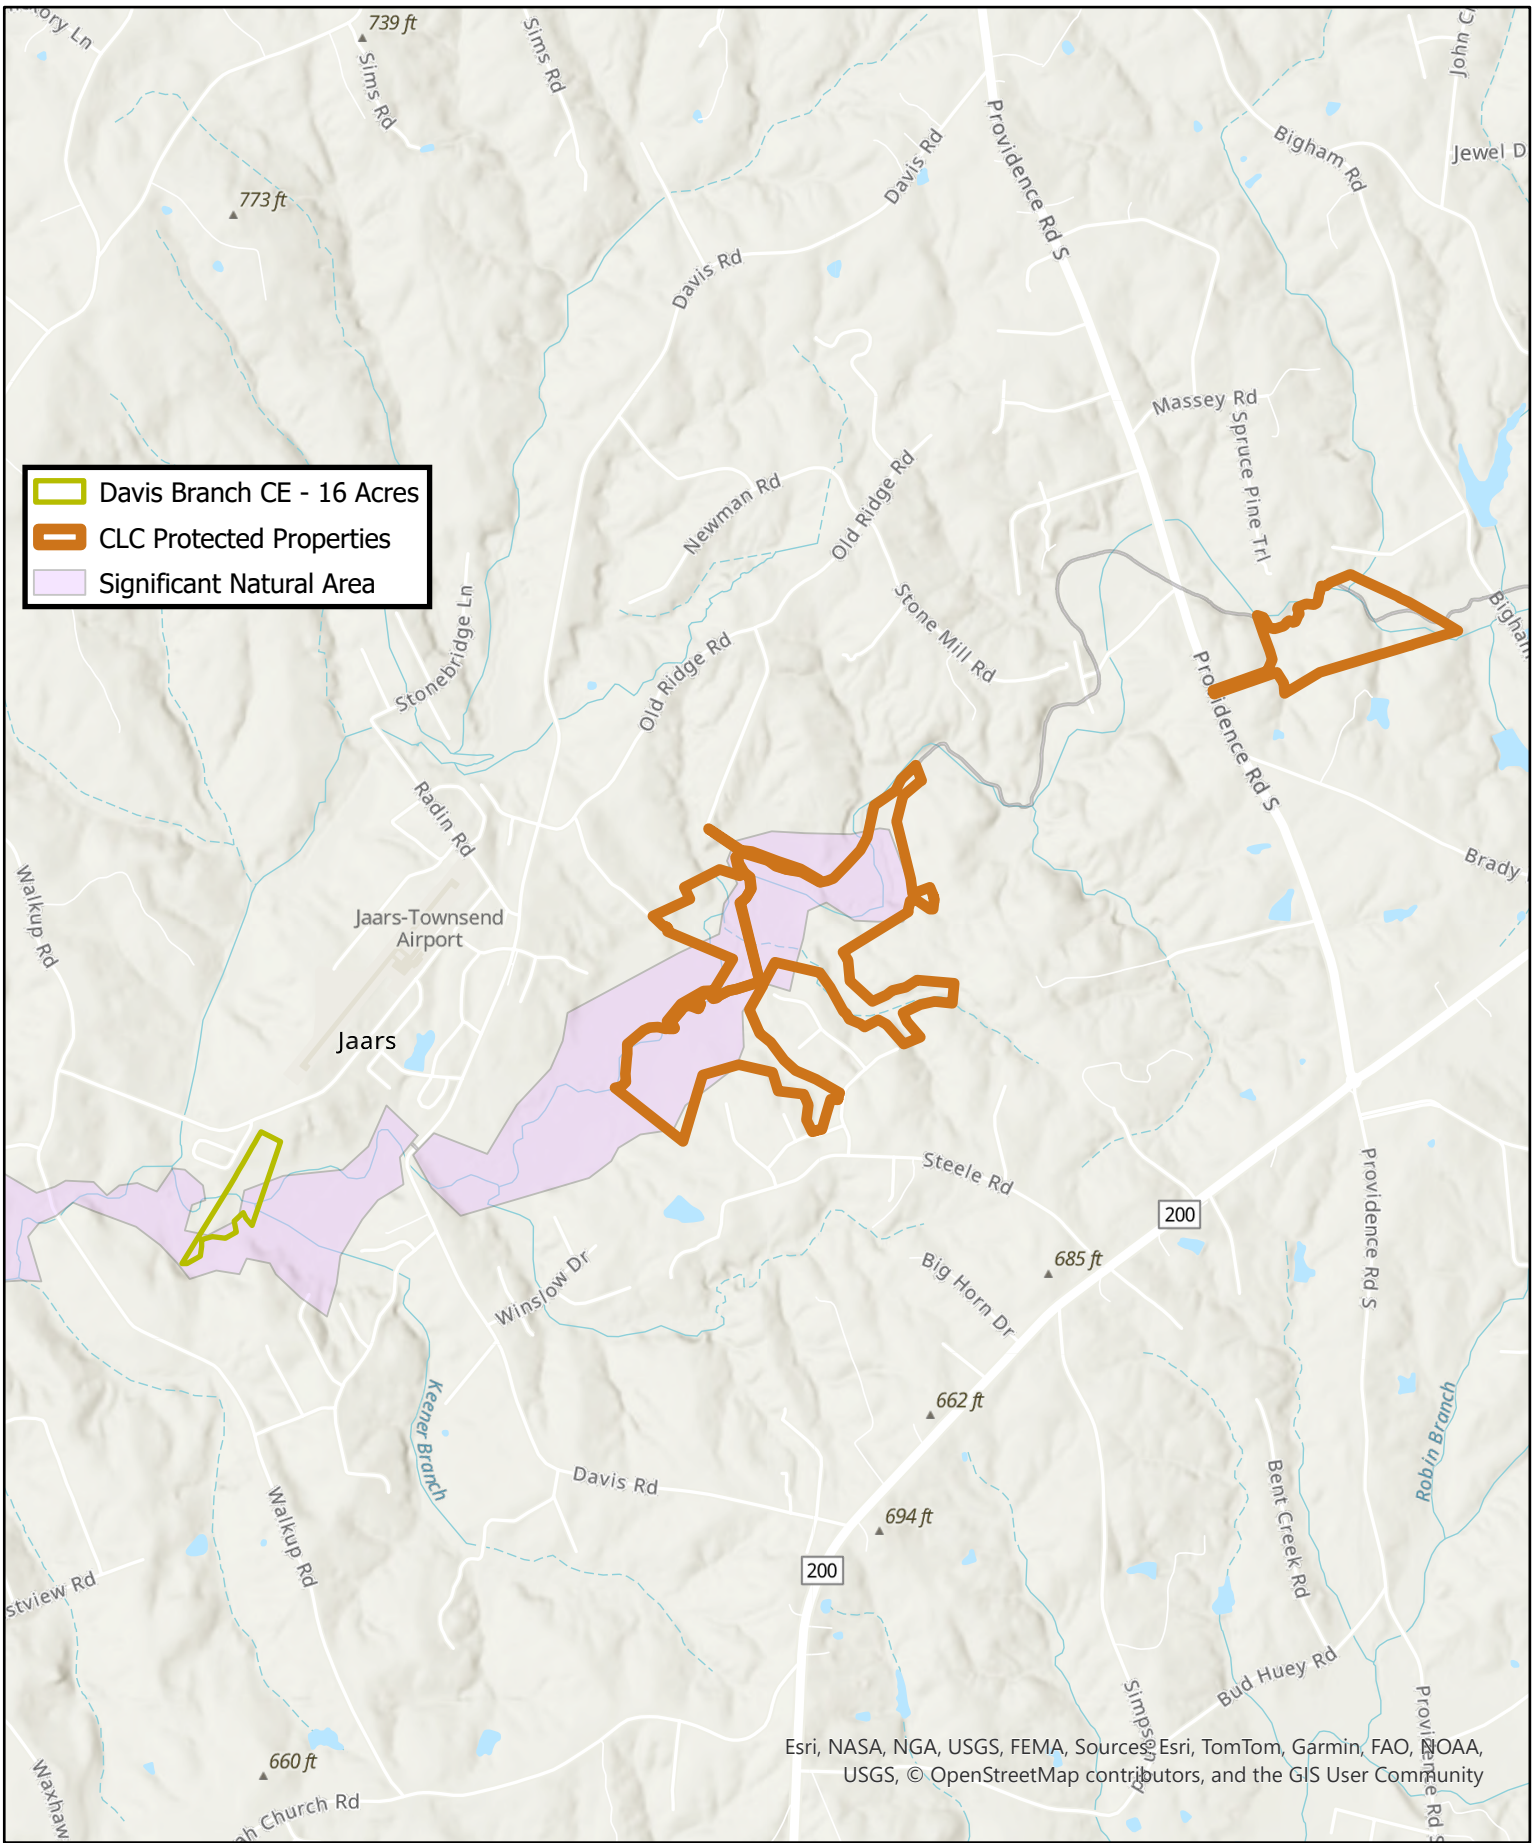 739 ft
Sims Rd
Sims Rd
773 ft
Davis Rd
Providence Rd S
Bigham Rd
Davis Rd
Massey Rd
Spruce Pine Trl
Newman Rd
Old Ridge Rd
Davis Branch CE - 16 Acres
CLC Protected Properties
Significant Natural Area
Stonebridge Ln
Old Ridge Rd
Stone Mill Rd
Providence Rd S
Radin Rd
Walkup Rd
Jaars-Townsend
Airport
Jaars
Brady
Steele Rd
200
Providence Rd S
685 ft
Big Horn Dr
Winslow Dr
662 ft
Keener Branch
Robin Branch
Davis Rd
694 ft
200
Bent Creek Rd
Walkup Rd
Bud Huey Rd
Providence Rd S
660 ft
Waxhaw
Church Rd
Esri, NASA, NGA, USGS, FEMA, Sources: Esri, TomTom, Garmin, FAO, NOAA,
USGS, © OpenStreetMap contributors, and the GIS User Community